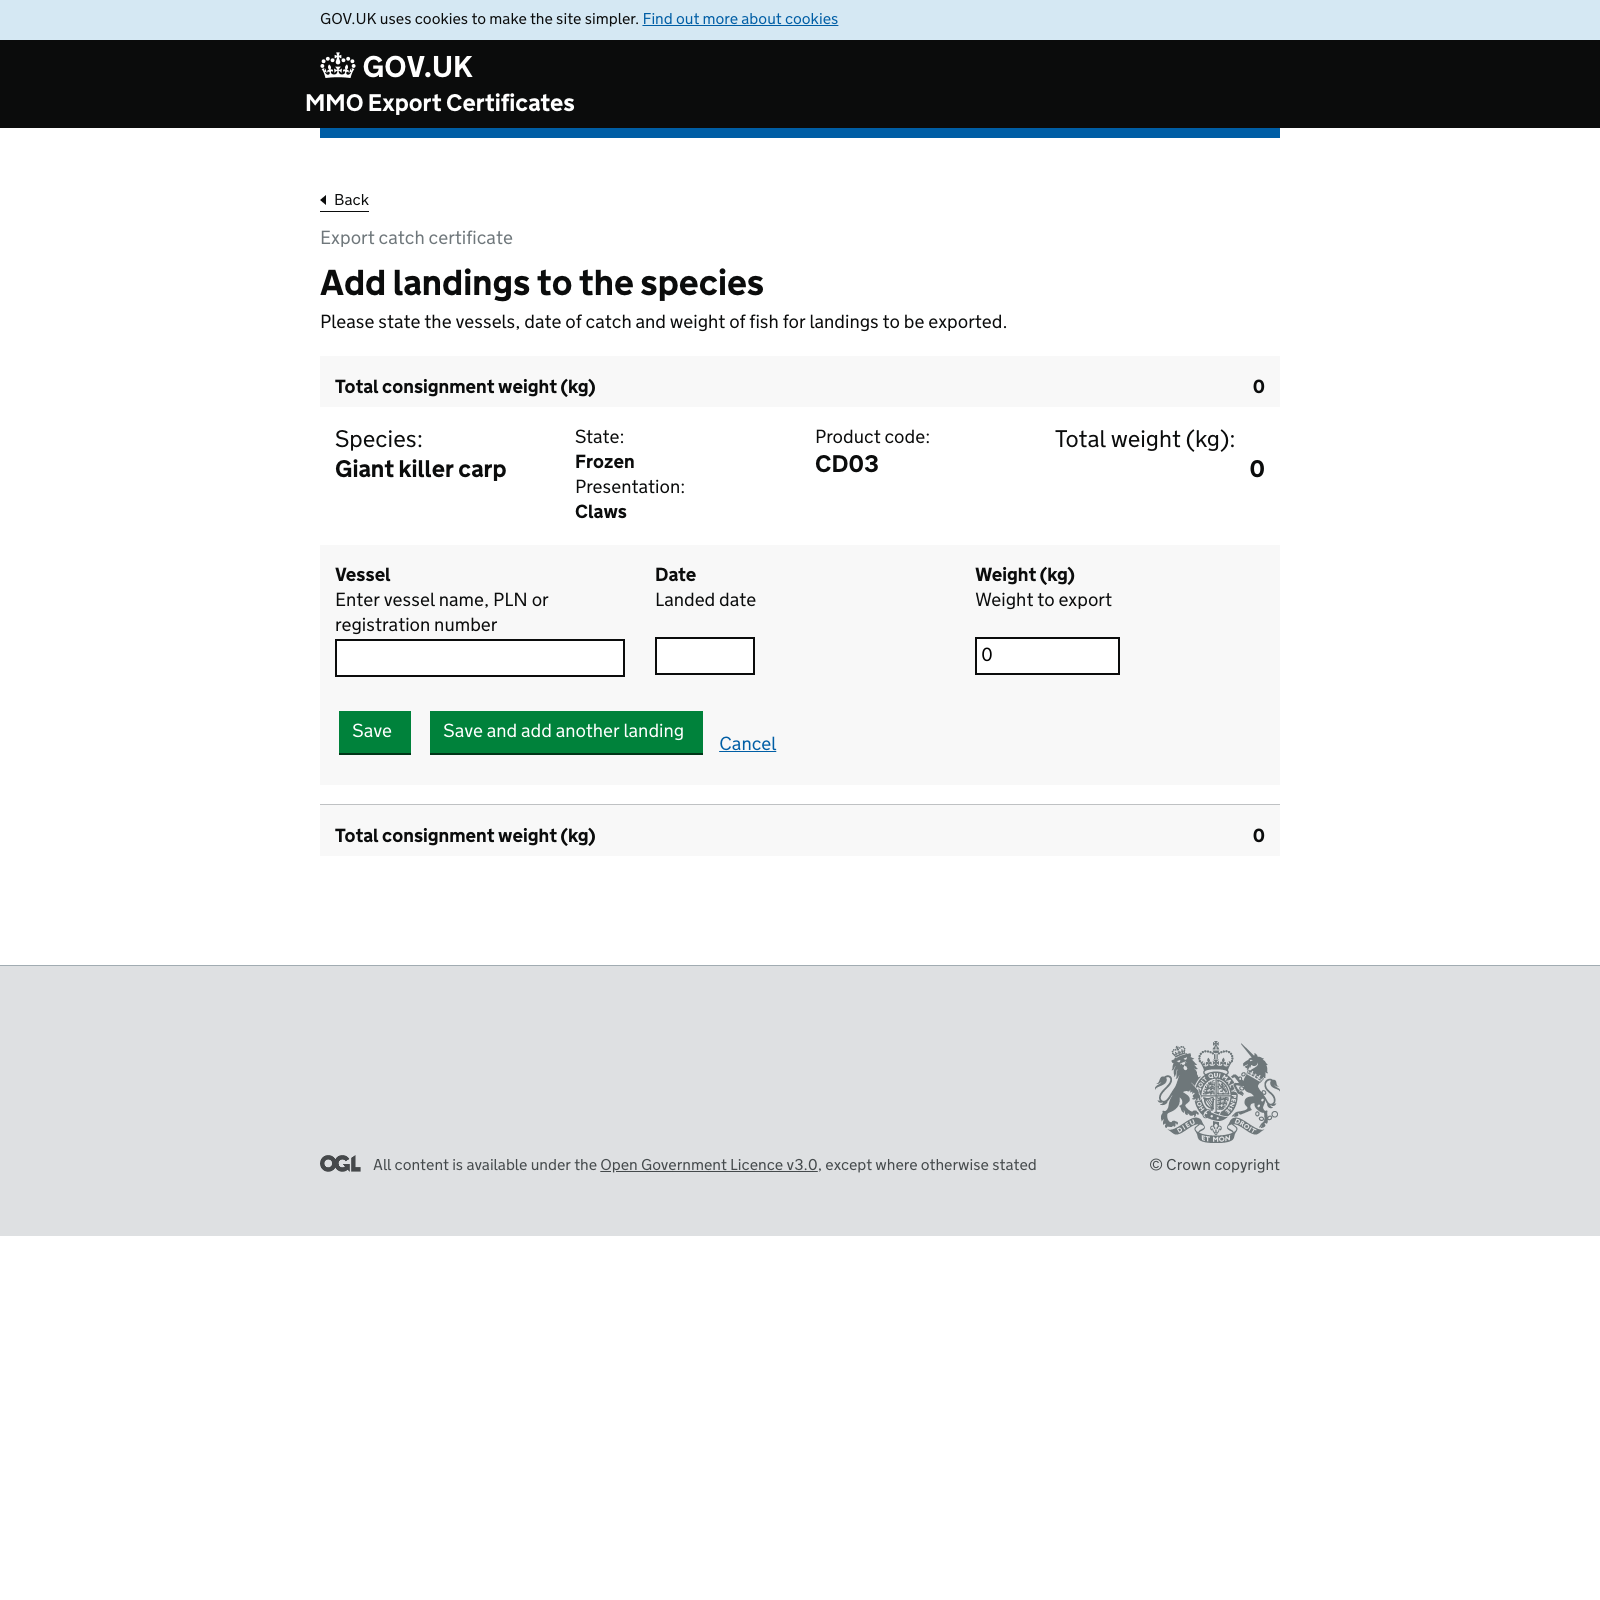 GOV.UK uses cookies to make the site simpler. Find out more about cookies
GOV.UK
MMO Export Certificates
Back
Export catch certificate
Add landings to the species
Please state the vessels, date of catch and weight of fish for landings to be exported.
Total consignment weight (kg) 0
Species:
Giant killer carp
State:
Frozen
Presentation:
Claws
Product code:
CD03
Total weight (kg):
0
Vessel
Enter vessel name, PLN or
registration number
Date
Landed date
Weight (kg)
Weight to export
0
Save Save and add another landing Cancel
Total consignment weight (kg) 0
DIEU ET MON DROIT
OGL All content is available under the Open Government Licence v3.0, except where otherwise stated
© Crown copyright